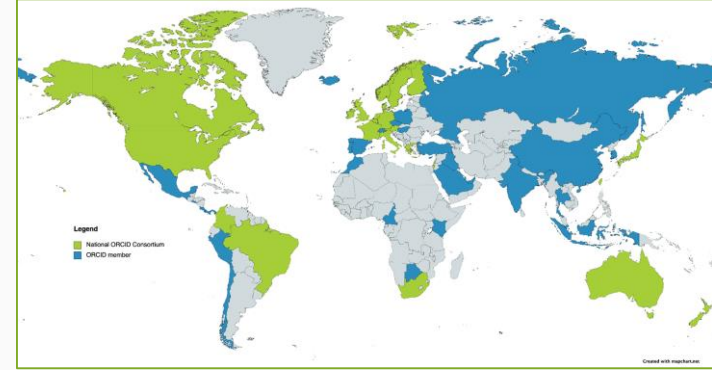 Legend
National ORCID Consortium
ORCID member
Created with mapchart.net